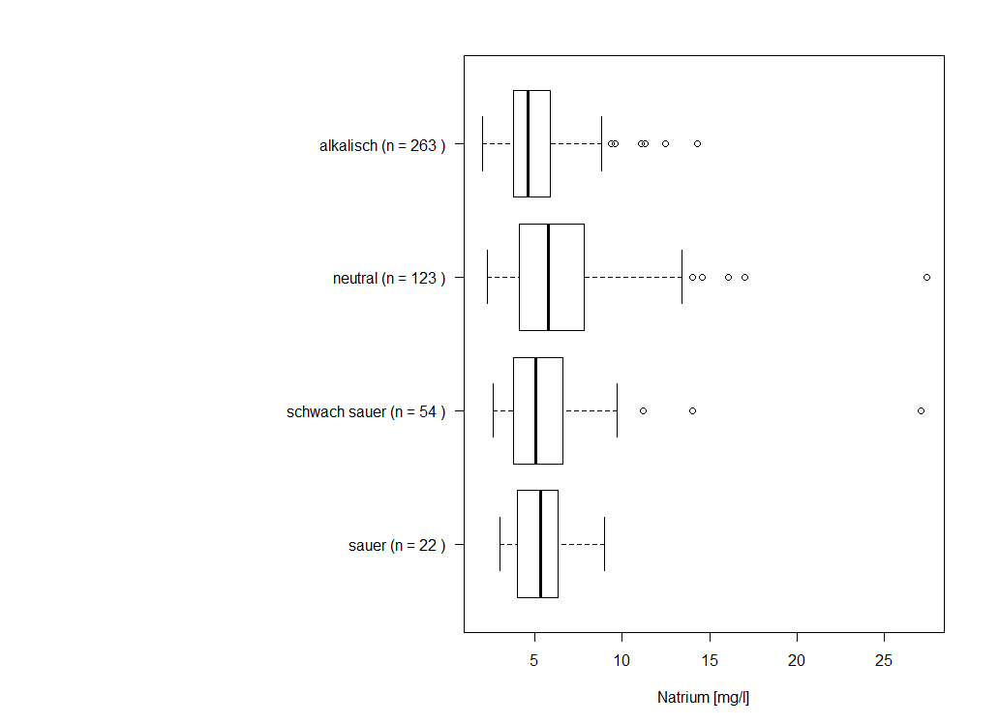 alkalisch (n = 263 )
neutral (n = 123 )
schwach sauer (n = 54 )
sauer (n = 22 )
5 10 15 20 25
Natrium [mg/l]